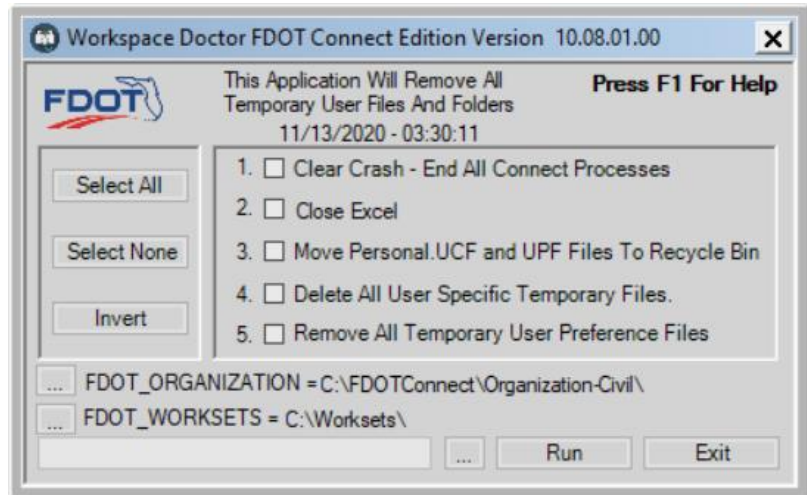 Workspace Doctor FDOT Connect Edition Version 10.08.01.00
FDOT
This Application Will Remove All
Temporary User Files And Folders
11/13/2020 - 03:30:11
Press F1 For Help
Select All
Select None
Invert
1. Clear Crash - End All Connect Processes
2. Close Excel
3. Move Personal.UCF and UPF Files To Recycle Bin
4. Delete All User Specific Temporary Files.
5. Remove All Temporary User Preference Files
... FDOT_ORGANIZATION =C:\FDOTConnect\Organization-Civil\
... FDOT_WORKSETS = C:\Worksets\
... Run Exit